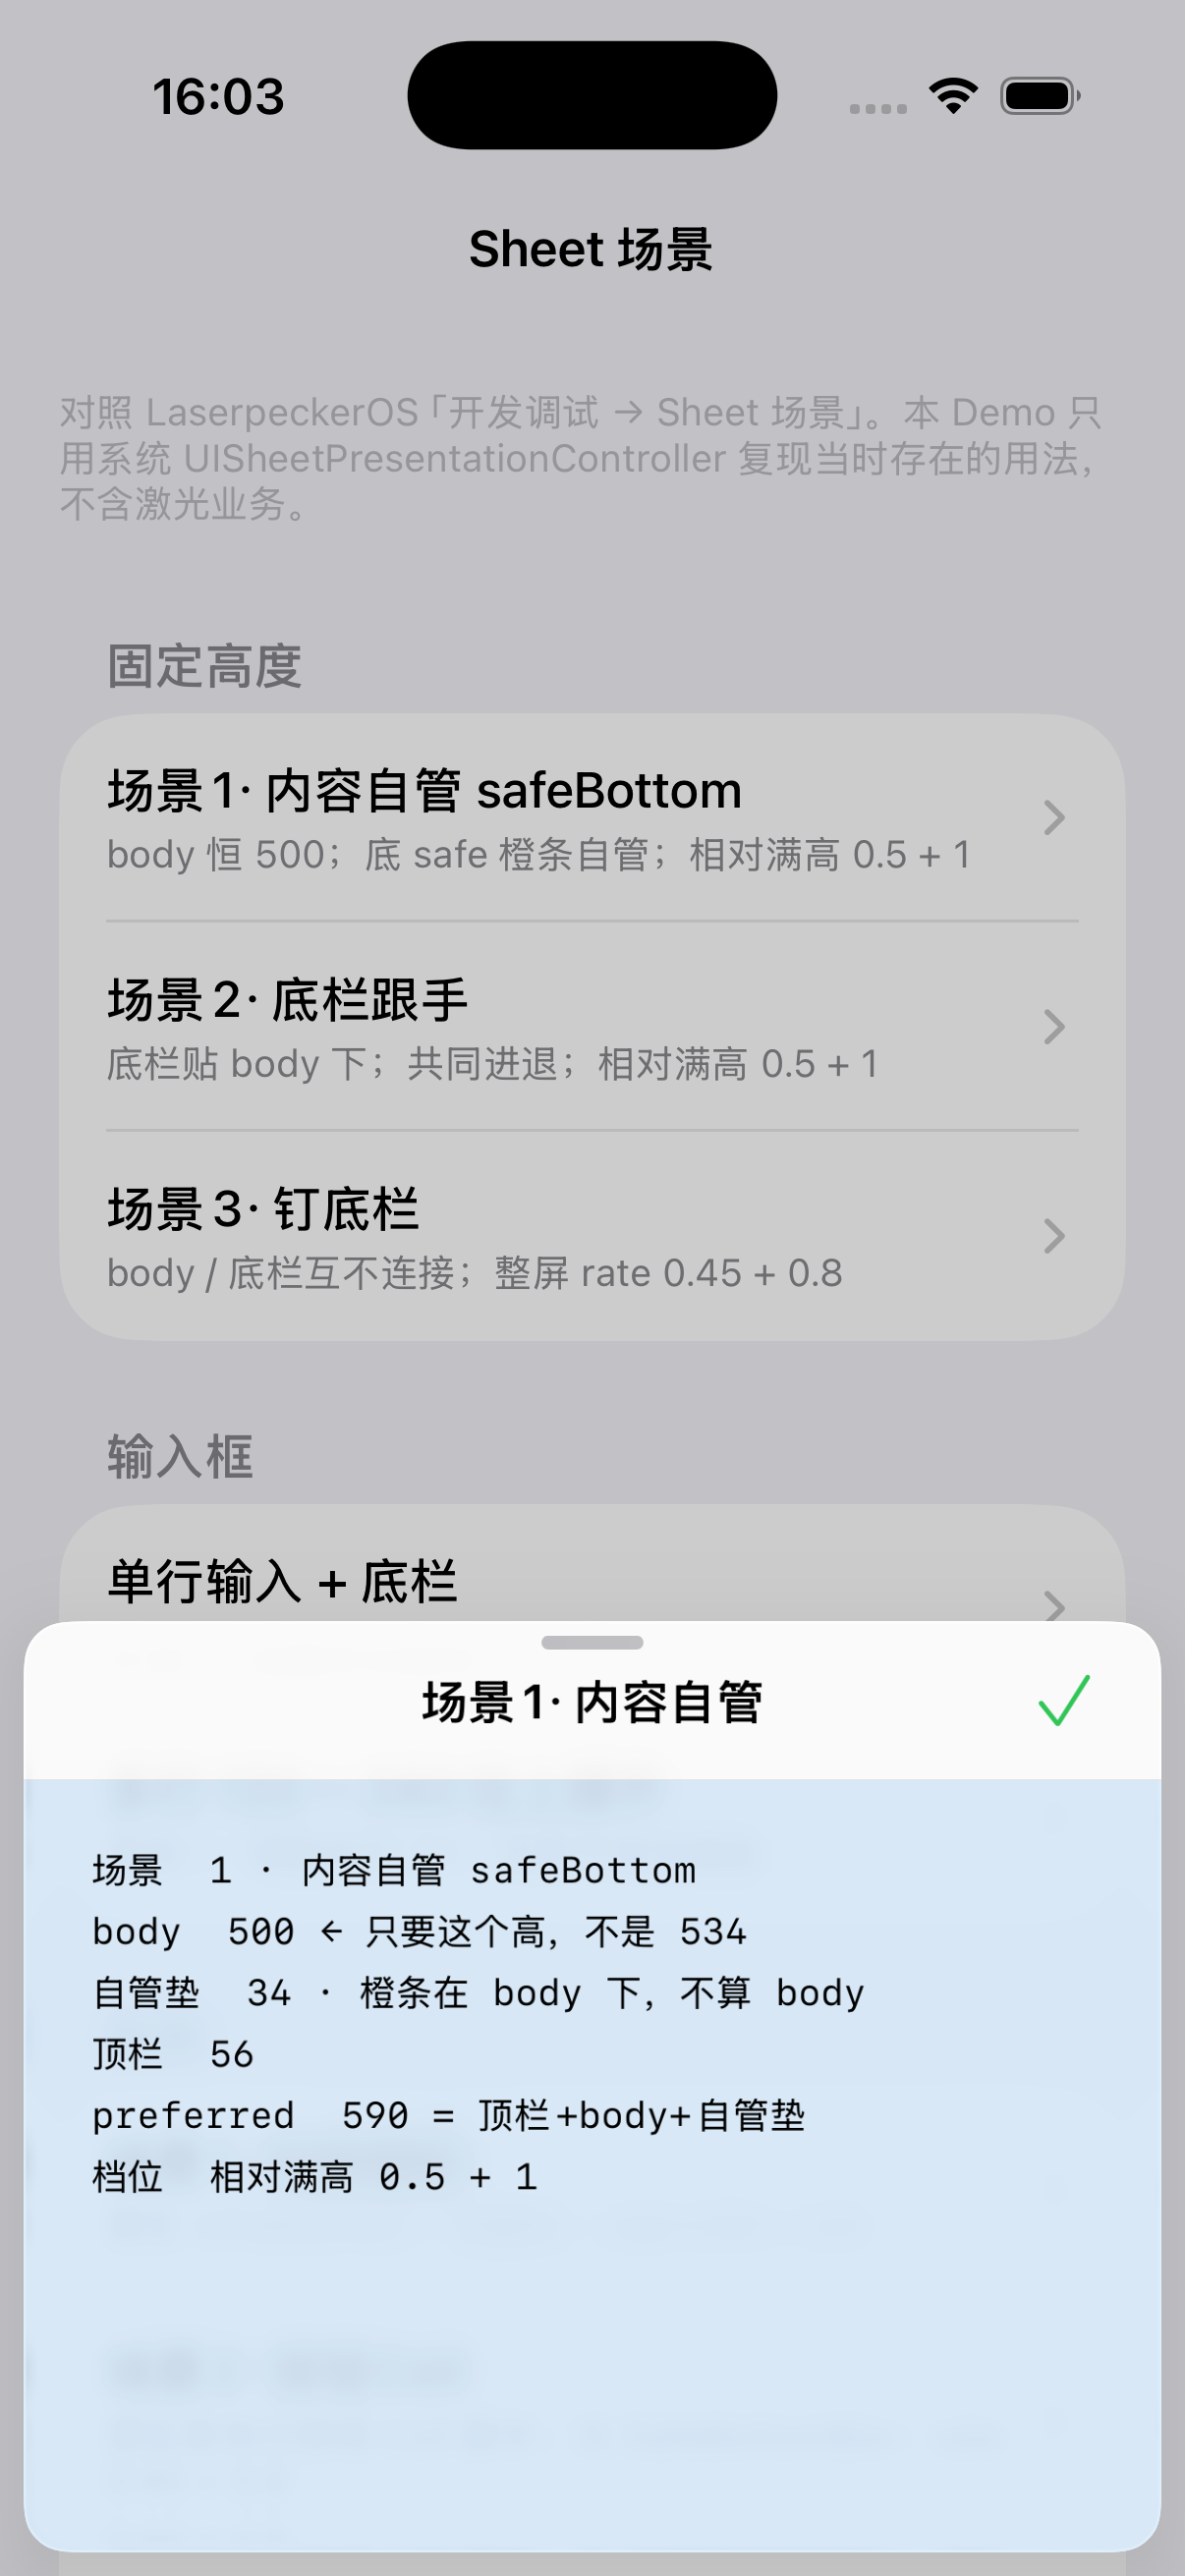 16:03
Sheet 场景
对照 LaserpeckerOS「开发调试 → Sheet 场景」。本 Demo 只
用系统 UISheetPresentationController 复现当时存在的用法，
不含激光业务。
固定高度
场景 1 · 内容自管 safeBottom
body 恒 500；底 safe 橙条自管；相对满高 0.5 + 1
场景 2 · 底栏跟手
底栏贴 body 下；共同进退；相对满高 0.5 + 1
场景 3 · 钉底栏
body / 底栏互不连接；整屏 rate 0.45 + 0.8
输入框
单行输入 + 底栏
场景 1 · 内容自管
场景  1 · 内容自管 safeBottom
body  500 ← 只要这个高，不是 534
自管垫  34 · 橙条在 body 下，不算 body
顶栏  56
preferred  590 = 顶栏+body+自管垫
档位  相对满高 0.5 + 1